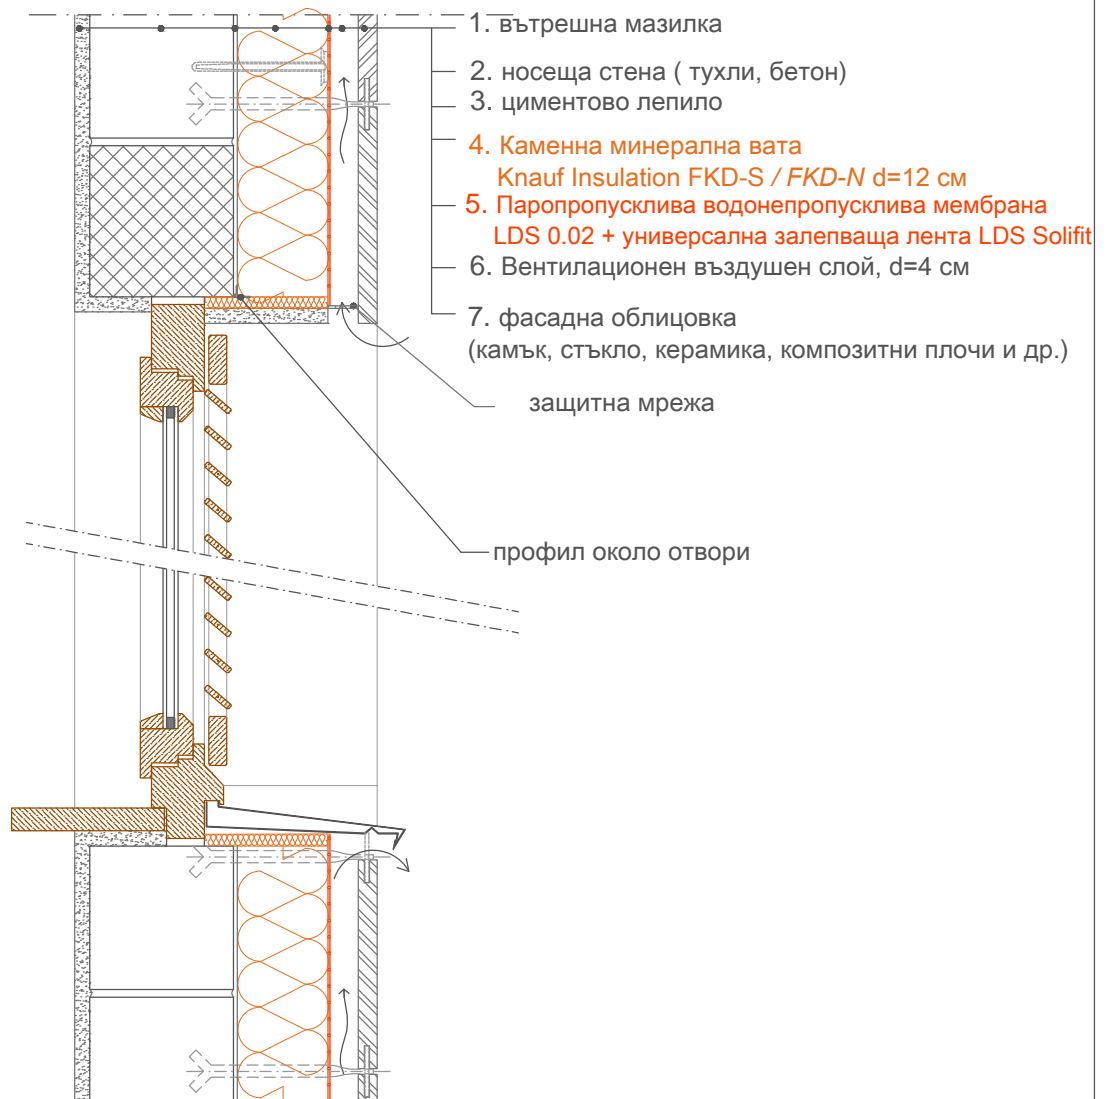 1. вътрешна мазилка
2. носеща стена ( тухли, бетон)
3. циментово лепило
4. Каменна минерална вата
Knauf Insulation FKD-S / FKD-N d=12 см
5. Паропропусклива водонепропусклива мембрана
LDS 0.02 + универсална залепваща лента LDS Solifit
6. Вентилационен въздушен слой, d=4 см
7. фасадна облицовка
(камък, стъкло, керамика, композитни плочи и др.)
защитна мрежа
профил около отвори